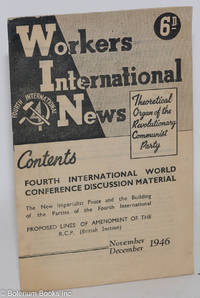 6D
Workers
International
News
FOURTH INTERNATIONAL
Theoretical
Organ of the
Revolutionary
Communist
Party
Contents
FOURTH INTERNATIONAL WORLD
CONFERENCE DISCUSSION MATERIAL
The New Imperialist Peace and the Building
of the Parties of the Fourth International
PROPOSED LINES OF AMENDMENT OF THE
R.C.P. (British Section)
November
December 1946
© Bolerium Books Inc.